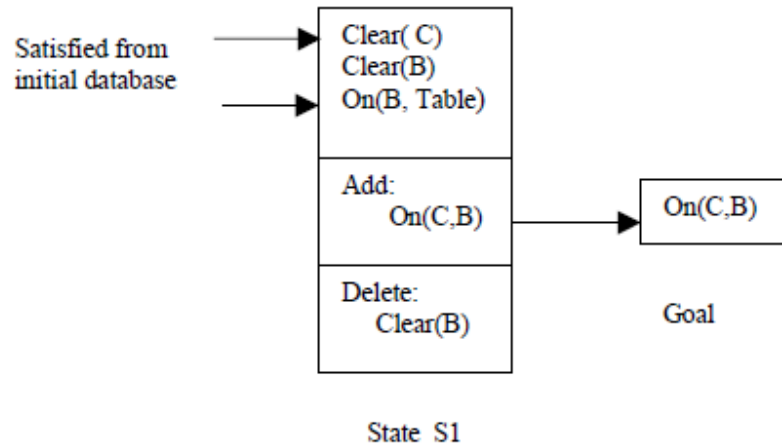 Satisfied from
initial database
Clear( C)
Clear(B)
On(B, Table)
Add:
On(C,B)
Delete:
Clear(B)
On(C,B)
Goal
State S1